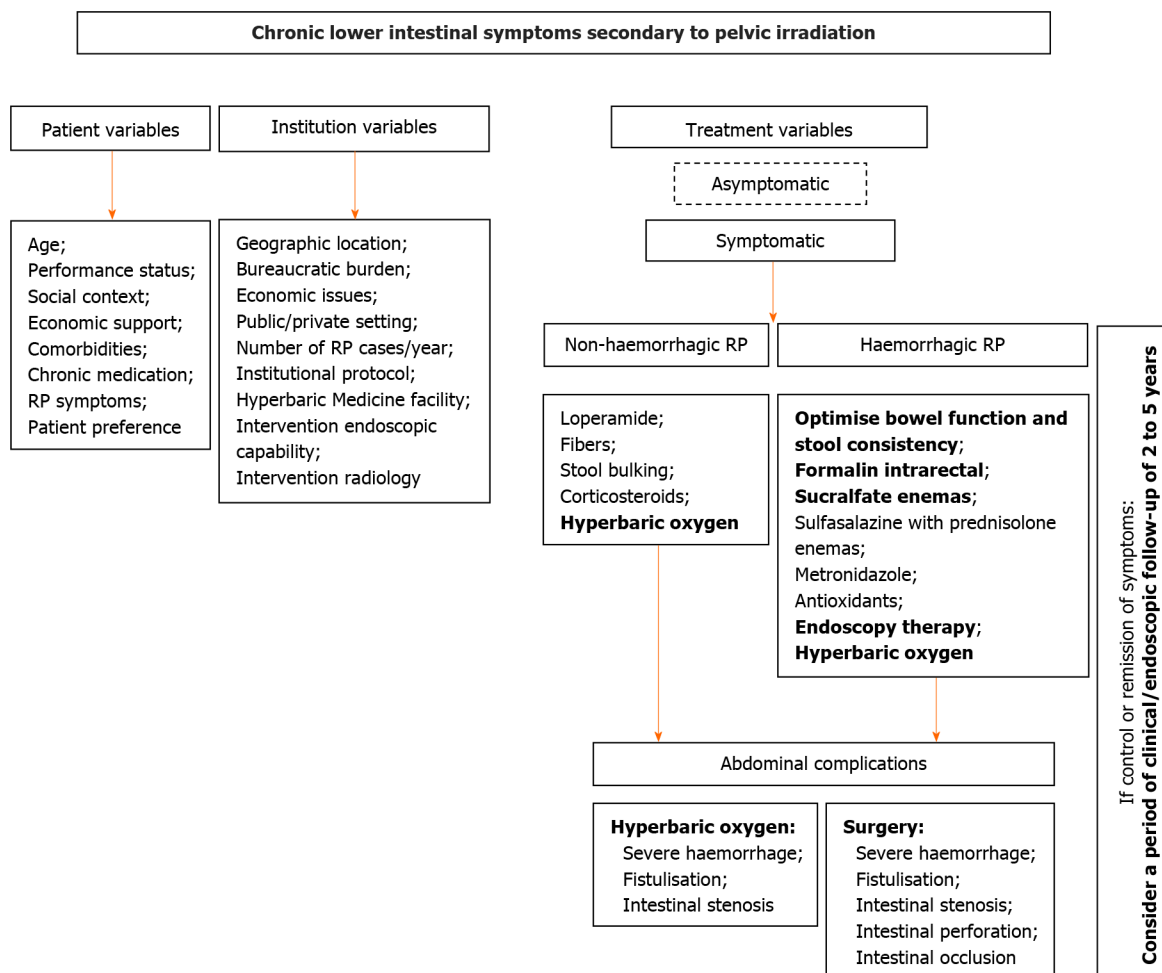 Chronic lower intestinal symptoms secondary to pelvic irradiation
Patient variables
Age;
Performance status;
Social context;
Economic support;
Comorbidities;
Chronic medication;
RP symptoms;
Patient preference
Institution variables
Geographic location;
Bureaucratic burden;
Economic issues;
Public/private setting;
Number of RP cases/year;
Institutional protocol;
Hyperbaric Medicine facility;
Intervention endoscopic
capability;
Intervention radiology
Treatment variables
Asymptomatic
Symptomatic
Non-haemorrhagic RP
Loperamide;
Fibers;
Stool bulking;
Corticosteroids;
Hyperbaric oxygen
Haemorrhagic RP
Optimise bowel function and
stool consistency;
Formalin intrarectal;
Sucralfate enemas;
Sulfasalazine with prednisolone
enemas;
Metronidazole;
Antioxidants;
Endoscopy therapy;
Hyperbaric oxygen
Abdominal complications
Hyperbaric oxygen:
Severe haemorrhage;
Fistulisation;
Intestinal stenosis
Surgery:
Severe haemorrhage;
Fistulisation;
Intestinal stenosis;
Intestinal perforation;
Intestinal occlusion
If control or remission of symptoms:
Consider a period of clinical/endoscopic follow-up of 2 to 5 years